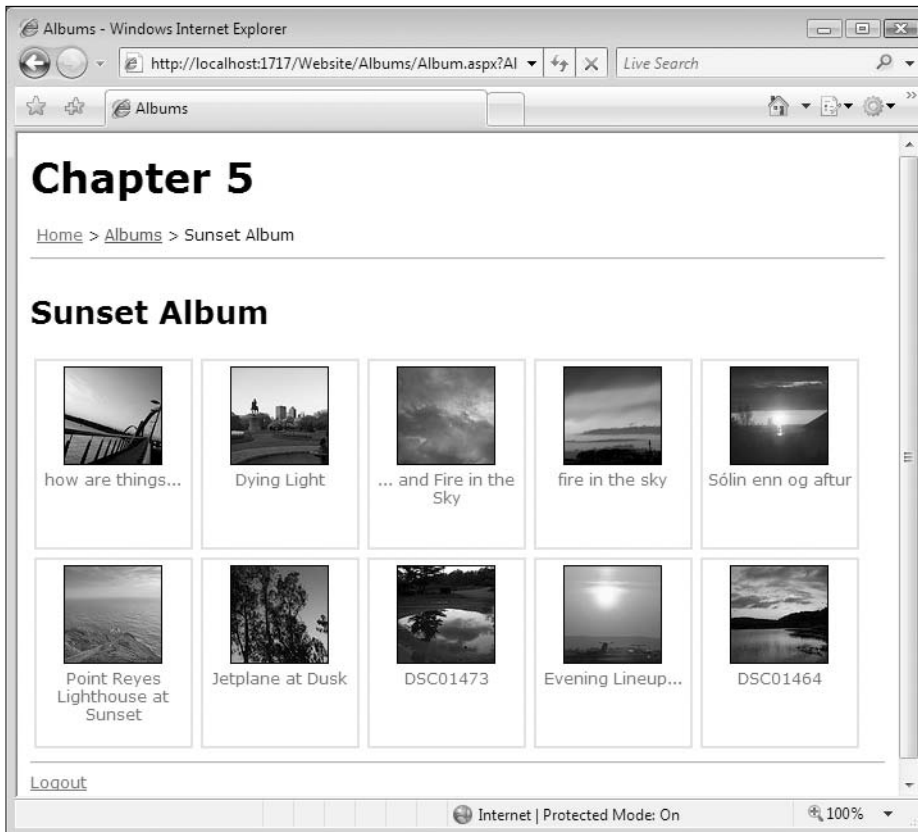 Albums - Windows Internet Explorer
http://localhost:1717/Website/Albums/Album.aspx?Al
Live Search
Albums
Chapter 5
Home > Albums > Sunset Album
Sunset Album
how are things...
Dying Light
... and Fire in the
Sky
fire in the sky
Sólin enn og aftur
Point Reyes
Lighthouse at
Sunset
Jetplane at Dusk
DSC01473
Evening Lineup...
DSC01464
Logout
Internet | Protected Mode: On
100%